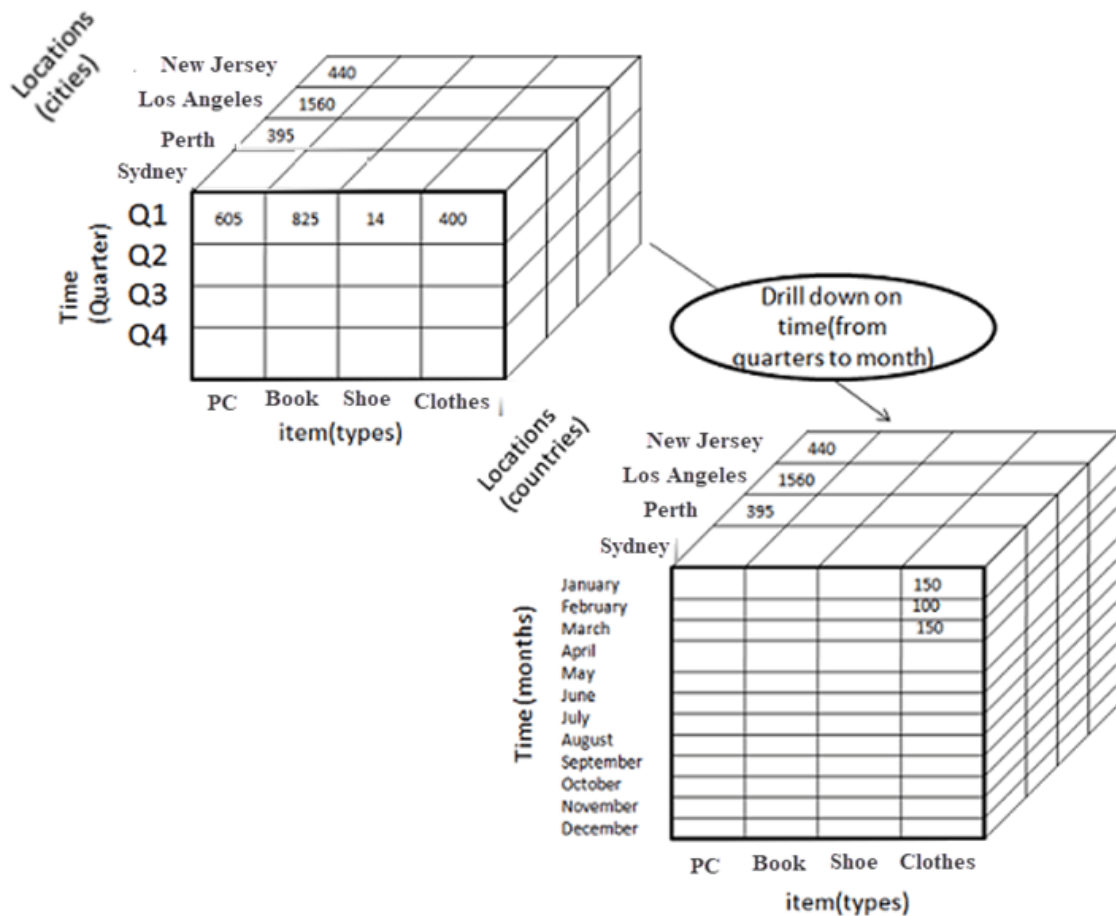 Locations
(cities)
New Jersey
Los Angeles
Perth
Sydney
440
1560
395
Time
(Quarter)
Q1
Q2
Q3
Q4
605 825 14 400
PC Book Shoe Clothes
item(types)
Drill down on
time(from
quarters to month)
Locations
(countries)
New Jersey
Los Angeles
Perth
Sydney
440
1560
395
Time (months)
January 150
February 100
March 150
April
May
June
July
August
September
October
November
December
PC Book Shoe Clothes
item(types)